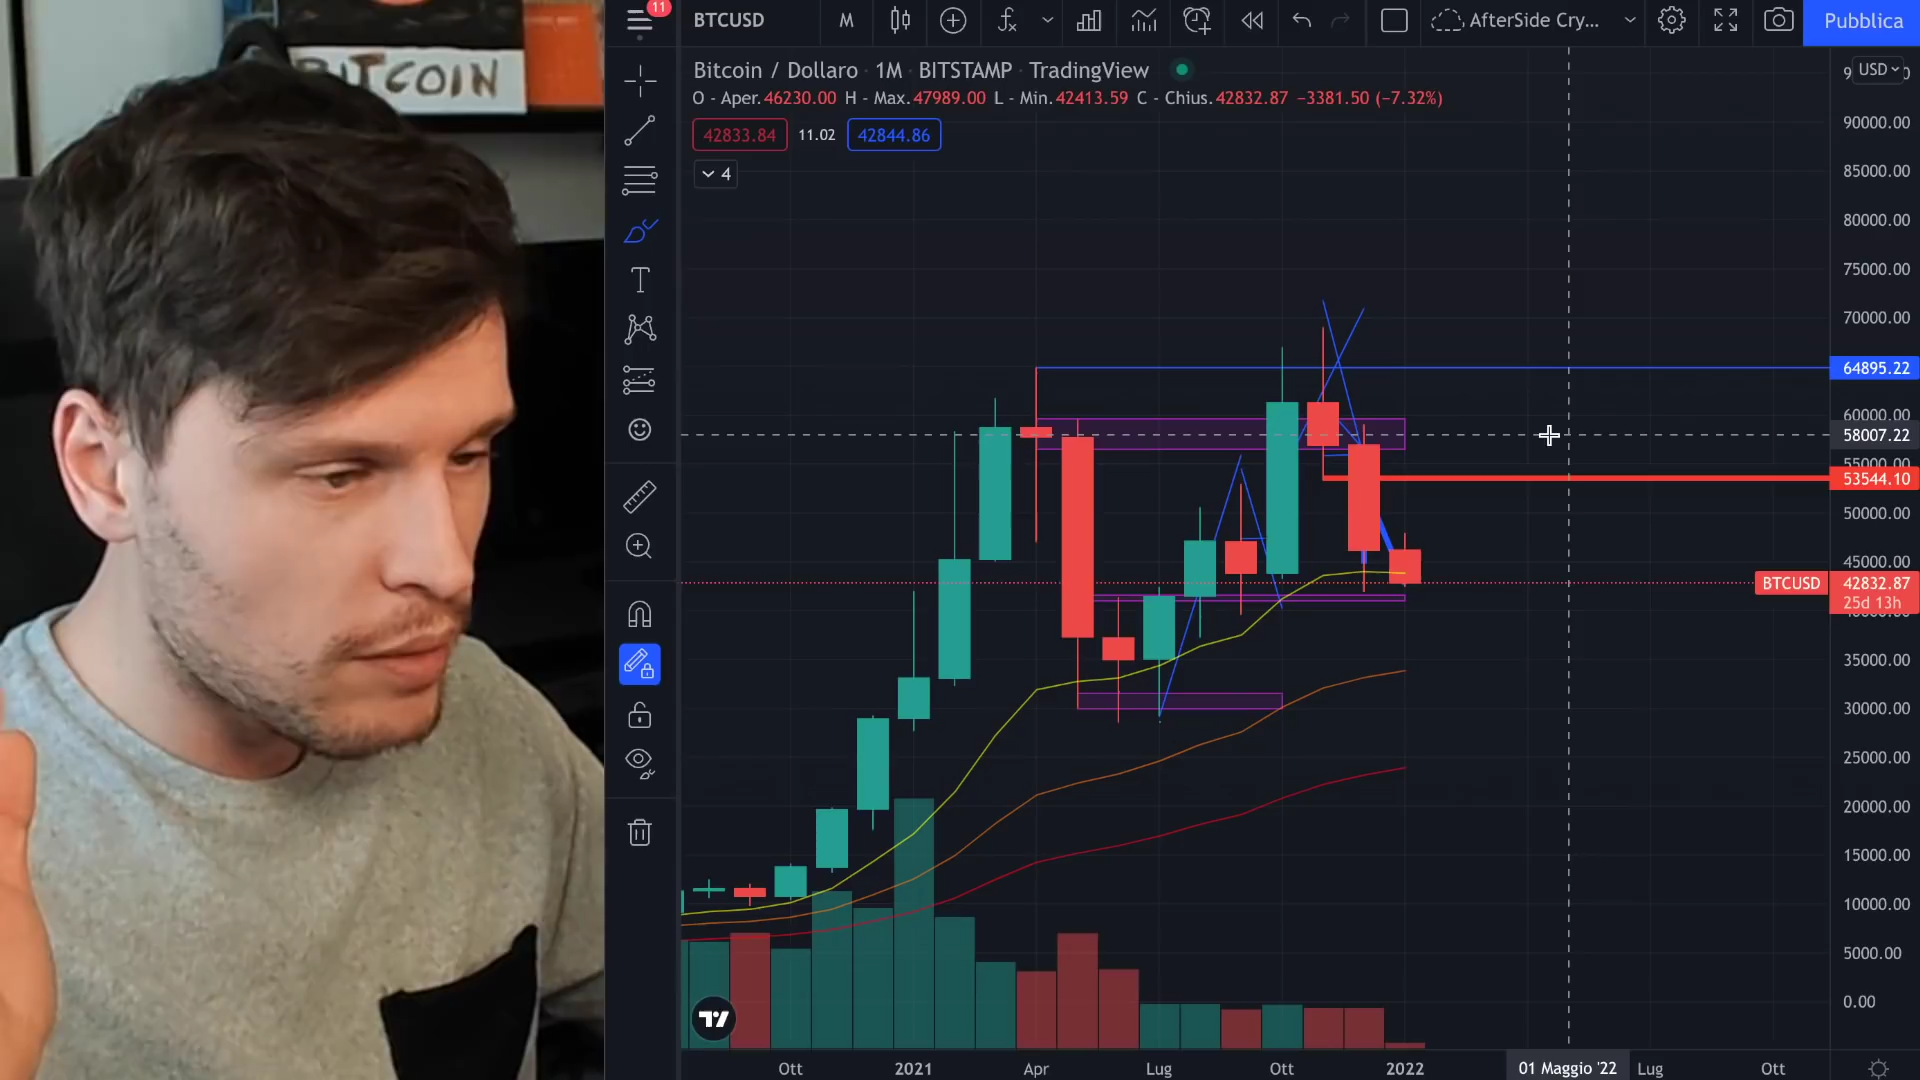 BITCOIN
11
BTCUSD
M
AfterSide Cry...
Pubblica
Bitcoin / Dollaro · 1M · BITSTAMP · TradingView
O - Aper.46230.00 H - Max.47989.00 L - Min.42413.59 C - Chius.42832.87 −3381.50 (−7.32%)
42833.84
11.02
42844.86
4
USD
90000.00
85000.00
80000.00
75000.00
70000.00
64895.22
60000.00
58007.22
55000.00
53544.10
50000.00
45000.00
BTCUSD
42832.87
25d 13h
35000.00
30000.00
25000.00
20000.00
15000.00
10000.00
5000.00
0.00
Ott
2021
Apr
Lug
Ott
2022
01 Maggio '22
Lug
Ott